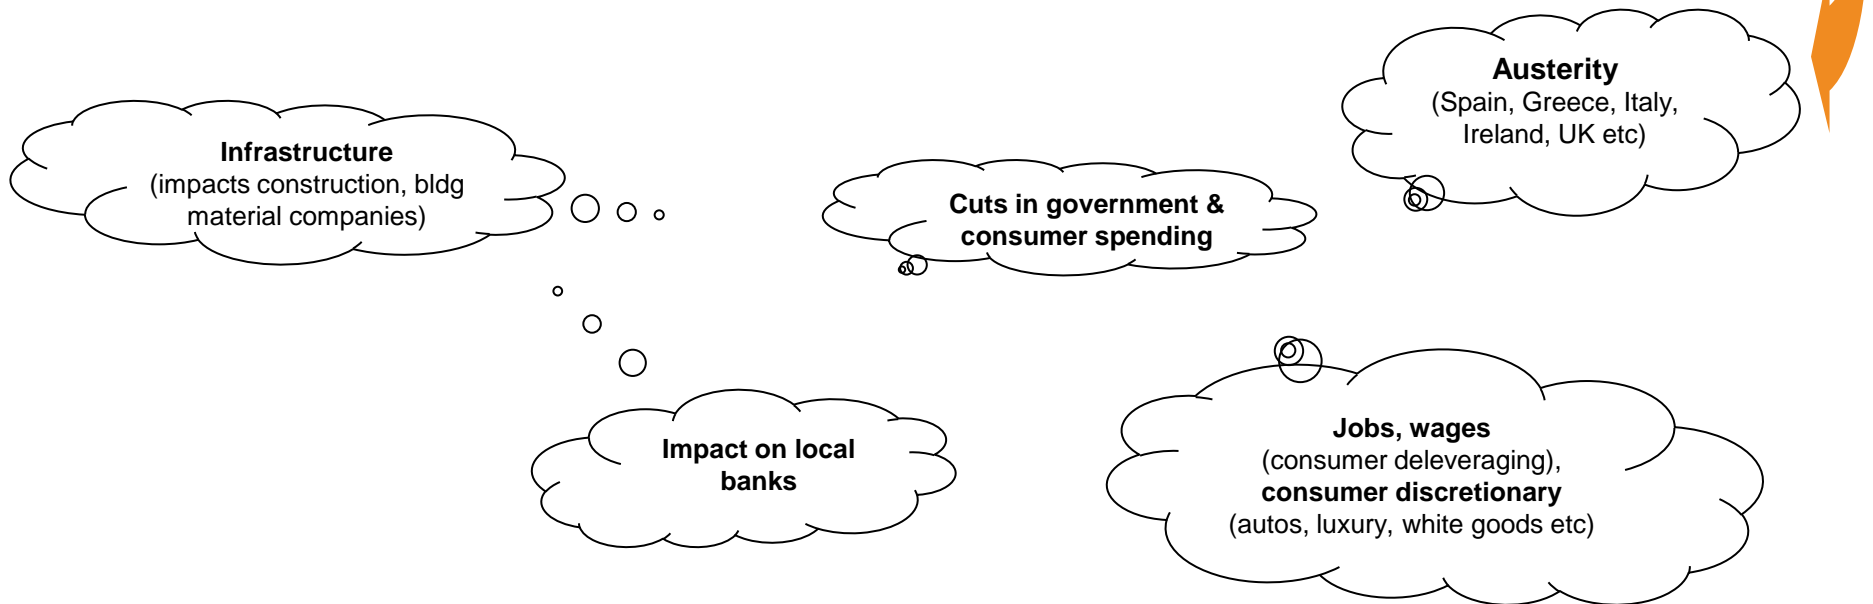 Austerity
(Spain, Greece, Italy,
Ireland, UK etc)
Infrastructure
(impacts construction, bldg
material companies)
Cuts in government &
consumer spending
Impact on local
banks
Jobs, wages
(consumer deleveraging),
consumer discretionary
(autos, luxury, white goods etc)